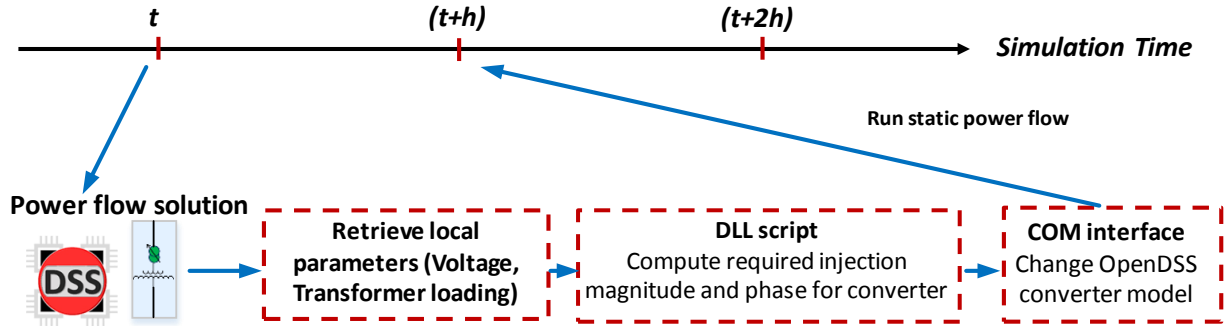 t
(t+h)
(t+2h)
Simulation Time
Run static power flow
Power flow solution
DSS
Retrieve local
parameters (Voltage,
Transformer loading)
DLL script
Compute required injection
magnitude and phase for converter
COM interface
Change OpenDSS
converter model